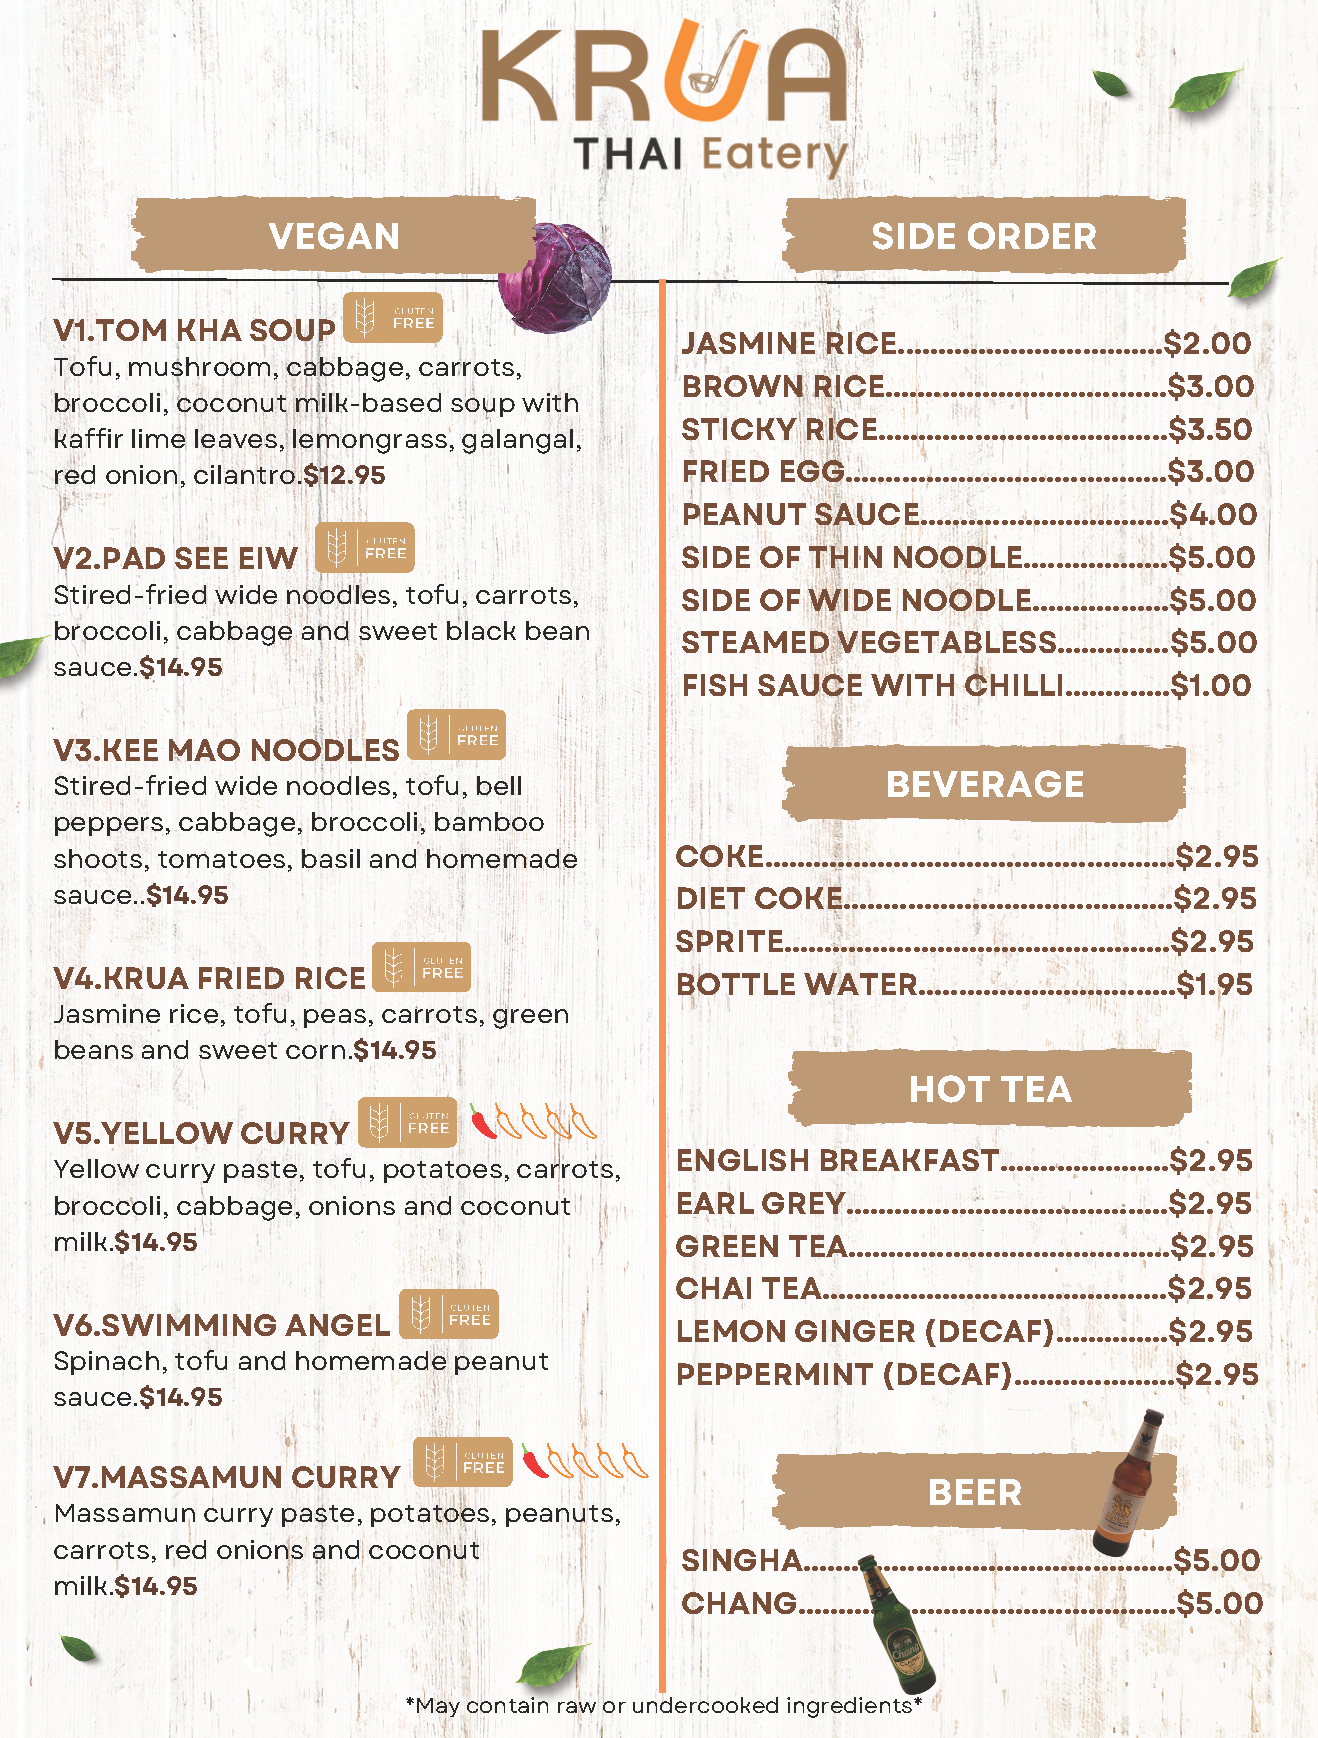 KRUA
THAI Eatery
VEGAN
V1.TOM KHA SOUP
GLUTEN
FREE
Tofu, mushroom, cabbage, carrots,
broccoli, coconut milk-based soup with
kaffir lime leaves, lemongrass, galangal,
red onion, cilantro.$12.95
V2.PAD SEE EIW
GLUTEN
FREE
Stired-fried wide noodles, tofu, carrots,
broccoli, cabbage and sweet black bean
sauce.$14.95
V3.KEE MAO NOODLES
GLUTEN
FREE
Stired-fried wide noodles, tofu, bell
peppers, cabbage, broccoli, bamboo
shoots, tomatoes, basil and homemade
sauce..$14.95
V4.KRUA FRIED RICE
GLUTEN
FREE
Jasmine rice, tofu, peas, carrots, green
beans and sweet corn.$14.95
V5.YELLOW CURRY
GLUTEN
FREE
Yellow curry paste, tofu, potatoes, carrots,
broccoli, cabbage, onions and coconut
milk.$14.95
V6.SWIMMING ANGEL
GLUTEN
FREE
Spinach, tofu and homemade peanut
sauce.$14.95
V7.MASSAMUN CURRY
GLUTEN
FREE
Massamun curry paste, potatoes, peanuts,
carrots, red onions and coconut
milk.$14.95
SIDE ORDER
JASMINE RICE.................................$2.00
BROWN RICE...................................$3.00
STICKY RICE....................................$3.50
FRIED EGG........................................$3.00
PEANUT SAUCE...............................$4.00
SIDE OF THIN NOODLE..................$5.00
SIDE OF WIDE NOODLE.................$5.00
STEAMED VEGETABLESS..............$5.00
FISH SAUCE WITH CHILLI.............$1.00
BEVERAGE
COKE...................................................$2.95
DIET COKE.........................................$2.95
SPRITE................................................$2.95
BOTTLE WATER................................$1.95
HOT TEA
ENGLISH BREAKFAST.....................$2.95
EARL GREY........................................$2.95
GREEN TEA........................................$2.95
CHAI TEA...........................................$2.95
LEMON GINGER (DECAF)..............$2.95
PEPPERMINT (DECAF)....................$2.95
BEER
SINGHA..............................................$5.00
CHANG...............................................$5.00
Chang
*May contain raw or undercooked ingredients*